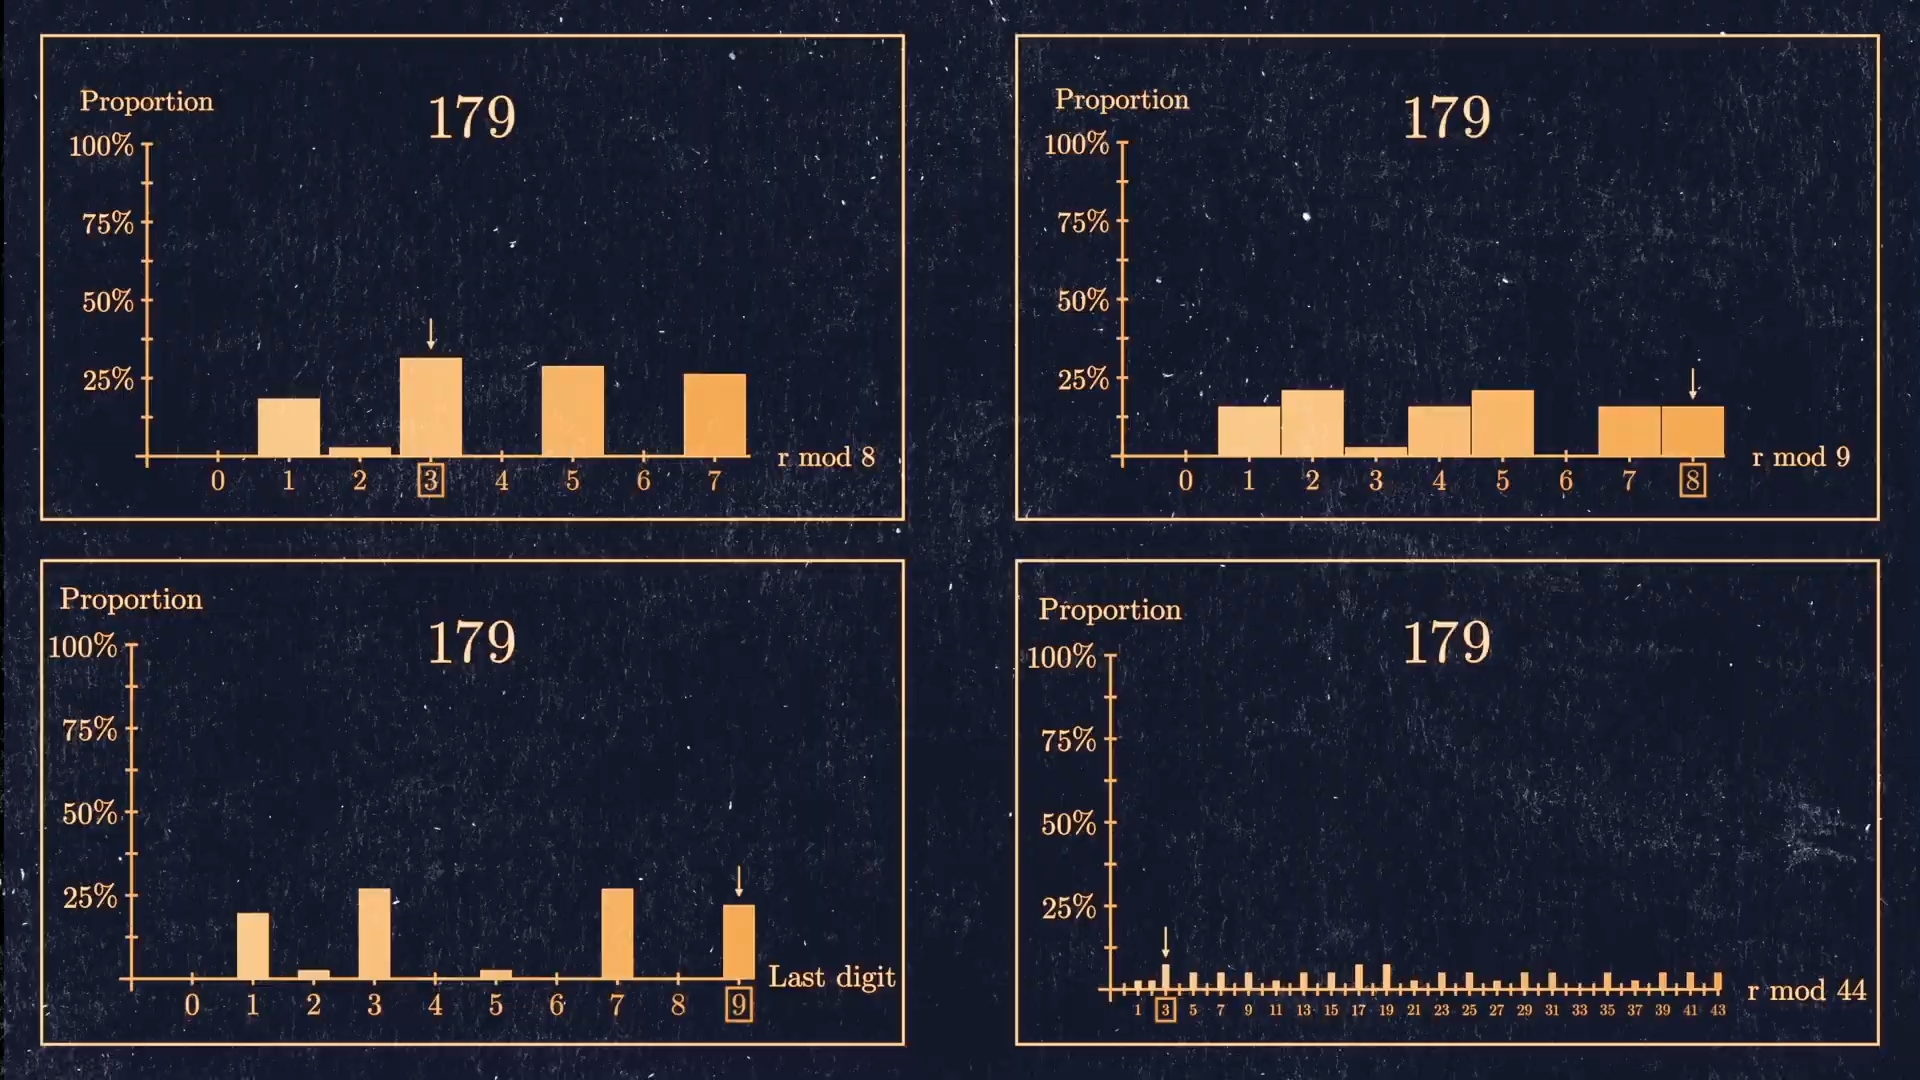 Proportion
179
100%
75%
50%
25%
0 1 2 3 4 5 6 7
r mod 8
Proportion
179
100%
75%
50%
25%
0 1 2 3 4 5 6 7 8
r mod 9
Proportion
179
100%
75%
50%
25%
0 1 2 3 4 5 6 7 8 9
Last digit
Proportion
179
100%
75%
50%
25%
1 3 5 7 9 11 13 15 17 19 21 23 25 27 29 31 33 35 37 39 41 43
r mod 44